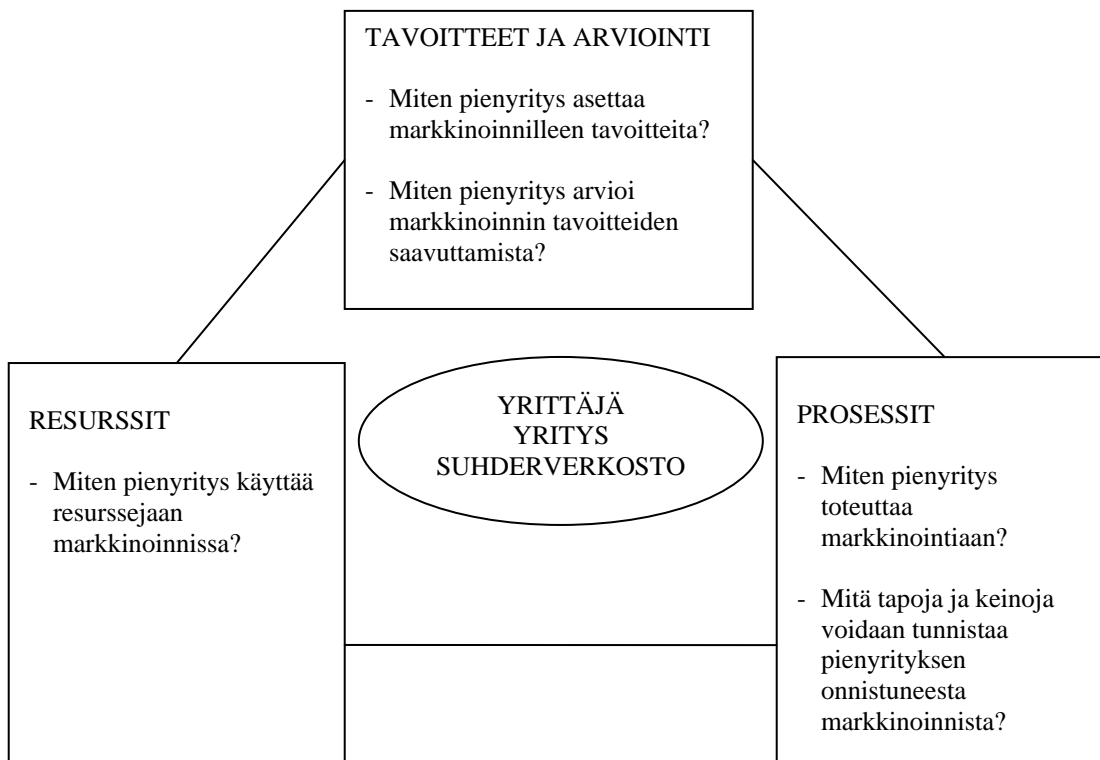 TAVOITTEET JA ARVIOINTI
- Miten pienyritys asettaa
markkinoinnilleen tavoitteita?
- Miten pienyritys arvioi
markkinoinnin tavoitteiden
saavuttamista?
RESURSSIT
- Miten pienyritys käyttää
resurssejaan
markkinoinnissa?
YRITTÄJÄ
YRITYS
SUHDERVERKOSTO
PROSESSIT
- Miten pienyritys
toteuttaa
markkinointiaan?
- Mitä tapoja ja keinoja
voidaan tunnistaa
pienyrityksen
onnistuneesta
markkinoinnista?